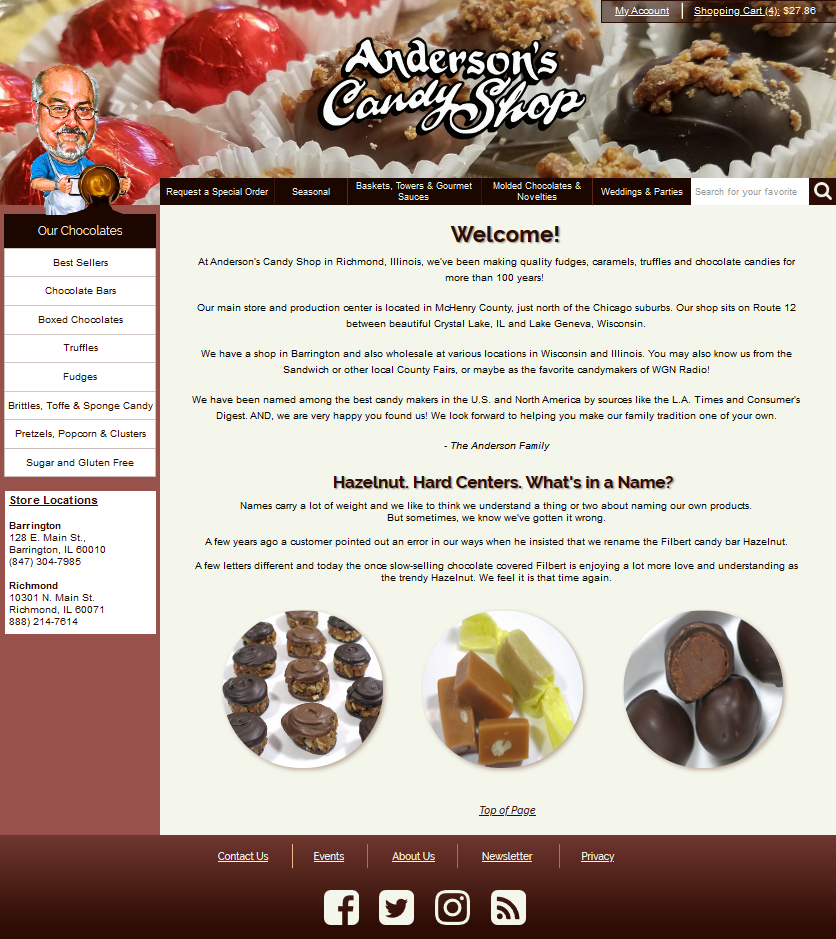 My Account
Shopping Cart (4): $27.86
Anderson's
Candy Shop
Request a Special Order
Seasonal
Baskets, Towers & Gourmet
Sauces
Molded Chocolates &
Novelties
Weddings & Parties
Search for your favorite
Our Chocolates
Best Sellers
Chocolate Bars
Boxed Chocolates
Truffles
Fudges
Brittles, Toffe & Sponge Candy
Pretzels, Popcorn & Clusters
Sugar and Gluten Free
Store Locations
Barrington
128 E. Main St.,
Barrington, IL 60010
(847) 304-7985
Richmond
10301 N. Main St.
Richmond, IL 60071
888) 214-7614
Welcome!
At Anderson's Candy Shop in Richmond, Illinois, we've been making quality fudges, caramels, truffles and chocolate candies for
more than 100 years!
Our main store and production center is located in McHenry County, just north of the Chicago suburbs. Our shop sits on Route 12
between beautiful Crystal Lake, IL and Lake Geneva, Wisconsin.
We have a shop in Barrington and also wholesale at various locations in Wisconsin and Illinois. You may also know us from the
Sandwich or other local County Fairs, or maybe as the favorite candymakers of WGN Radio!
We have been named among the best candy makers in the U.S. and North America by sources like the L.A. Times and Consumer's
Digest. AND, we are very happy you found us! We look forward to helping you make our family tradition one of your own.
- The Anderson Family
Hazelnut. Hard Centers. What's in a Name?
Names carry a lot of weight and we like to think we understand a thing or two about naming our own products.
But sometimes, we know we've gotten it wrong.
A few years ago a customer pointed out an error in our ways when he insisted that we rename the Filbert candy bar Hazelnut.
A few letters different and today the once slow-selling chocolate covered Filbert is enjoying a lot more love and understanding as
the trendy Hazelnut. We feel it is that time again.
Top of Page
Contact Us
Events
About Us
Newsletter
Privacy